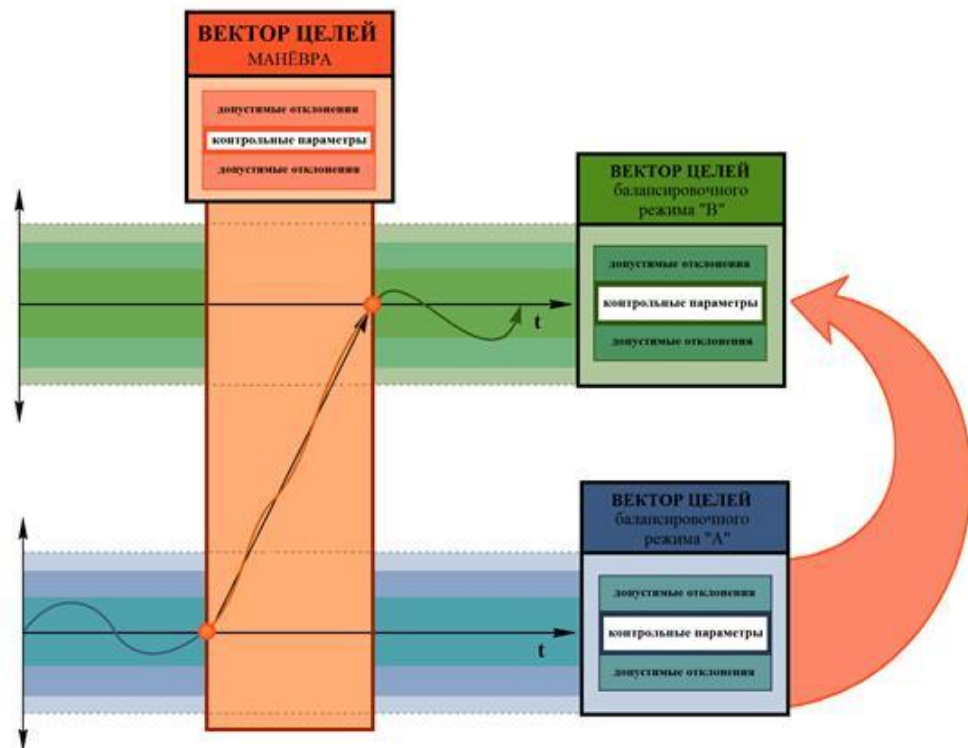 ВЕКТОР ЦЕЛЕЙ
МАНЁВРА
допустимые отклонения
контрольные параметры
допустимые отклонения
ВЕКТОР ЦЕЛЕЙ
балансировочного
режима "В"
допустимые отклонения
контрольные параметры
допустимые отклонения
t
ВЕКТОР ЦЕЛЕЙ
балансировочного
режима "А"
допустимые отклонения
контрольные параметры
допустимые отклонения
t